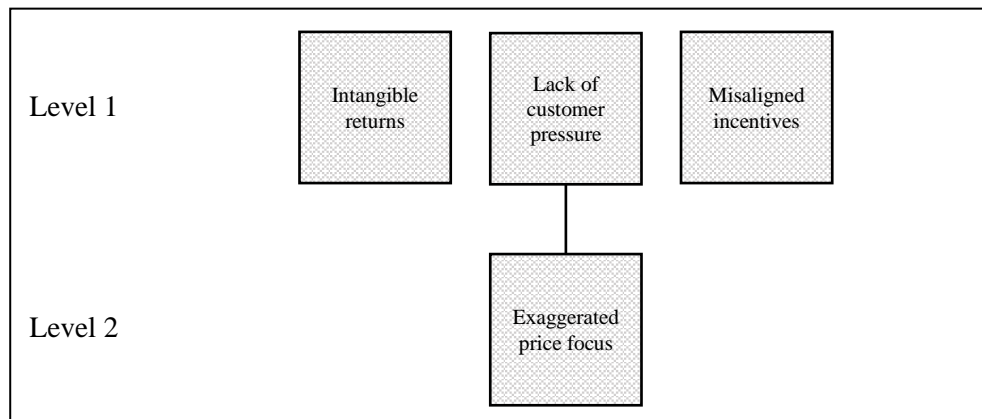 Level 1
Intangible
returns
Lack of
customer
pressure
Misaligned
incentives
Level 2
Exaggerated
price focus